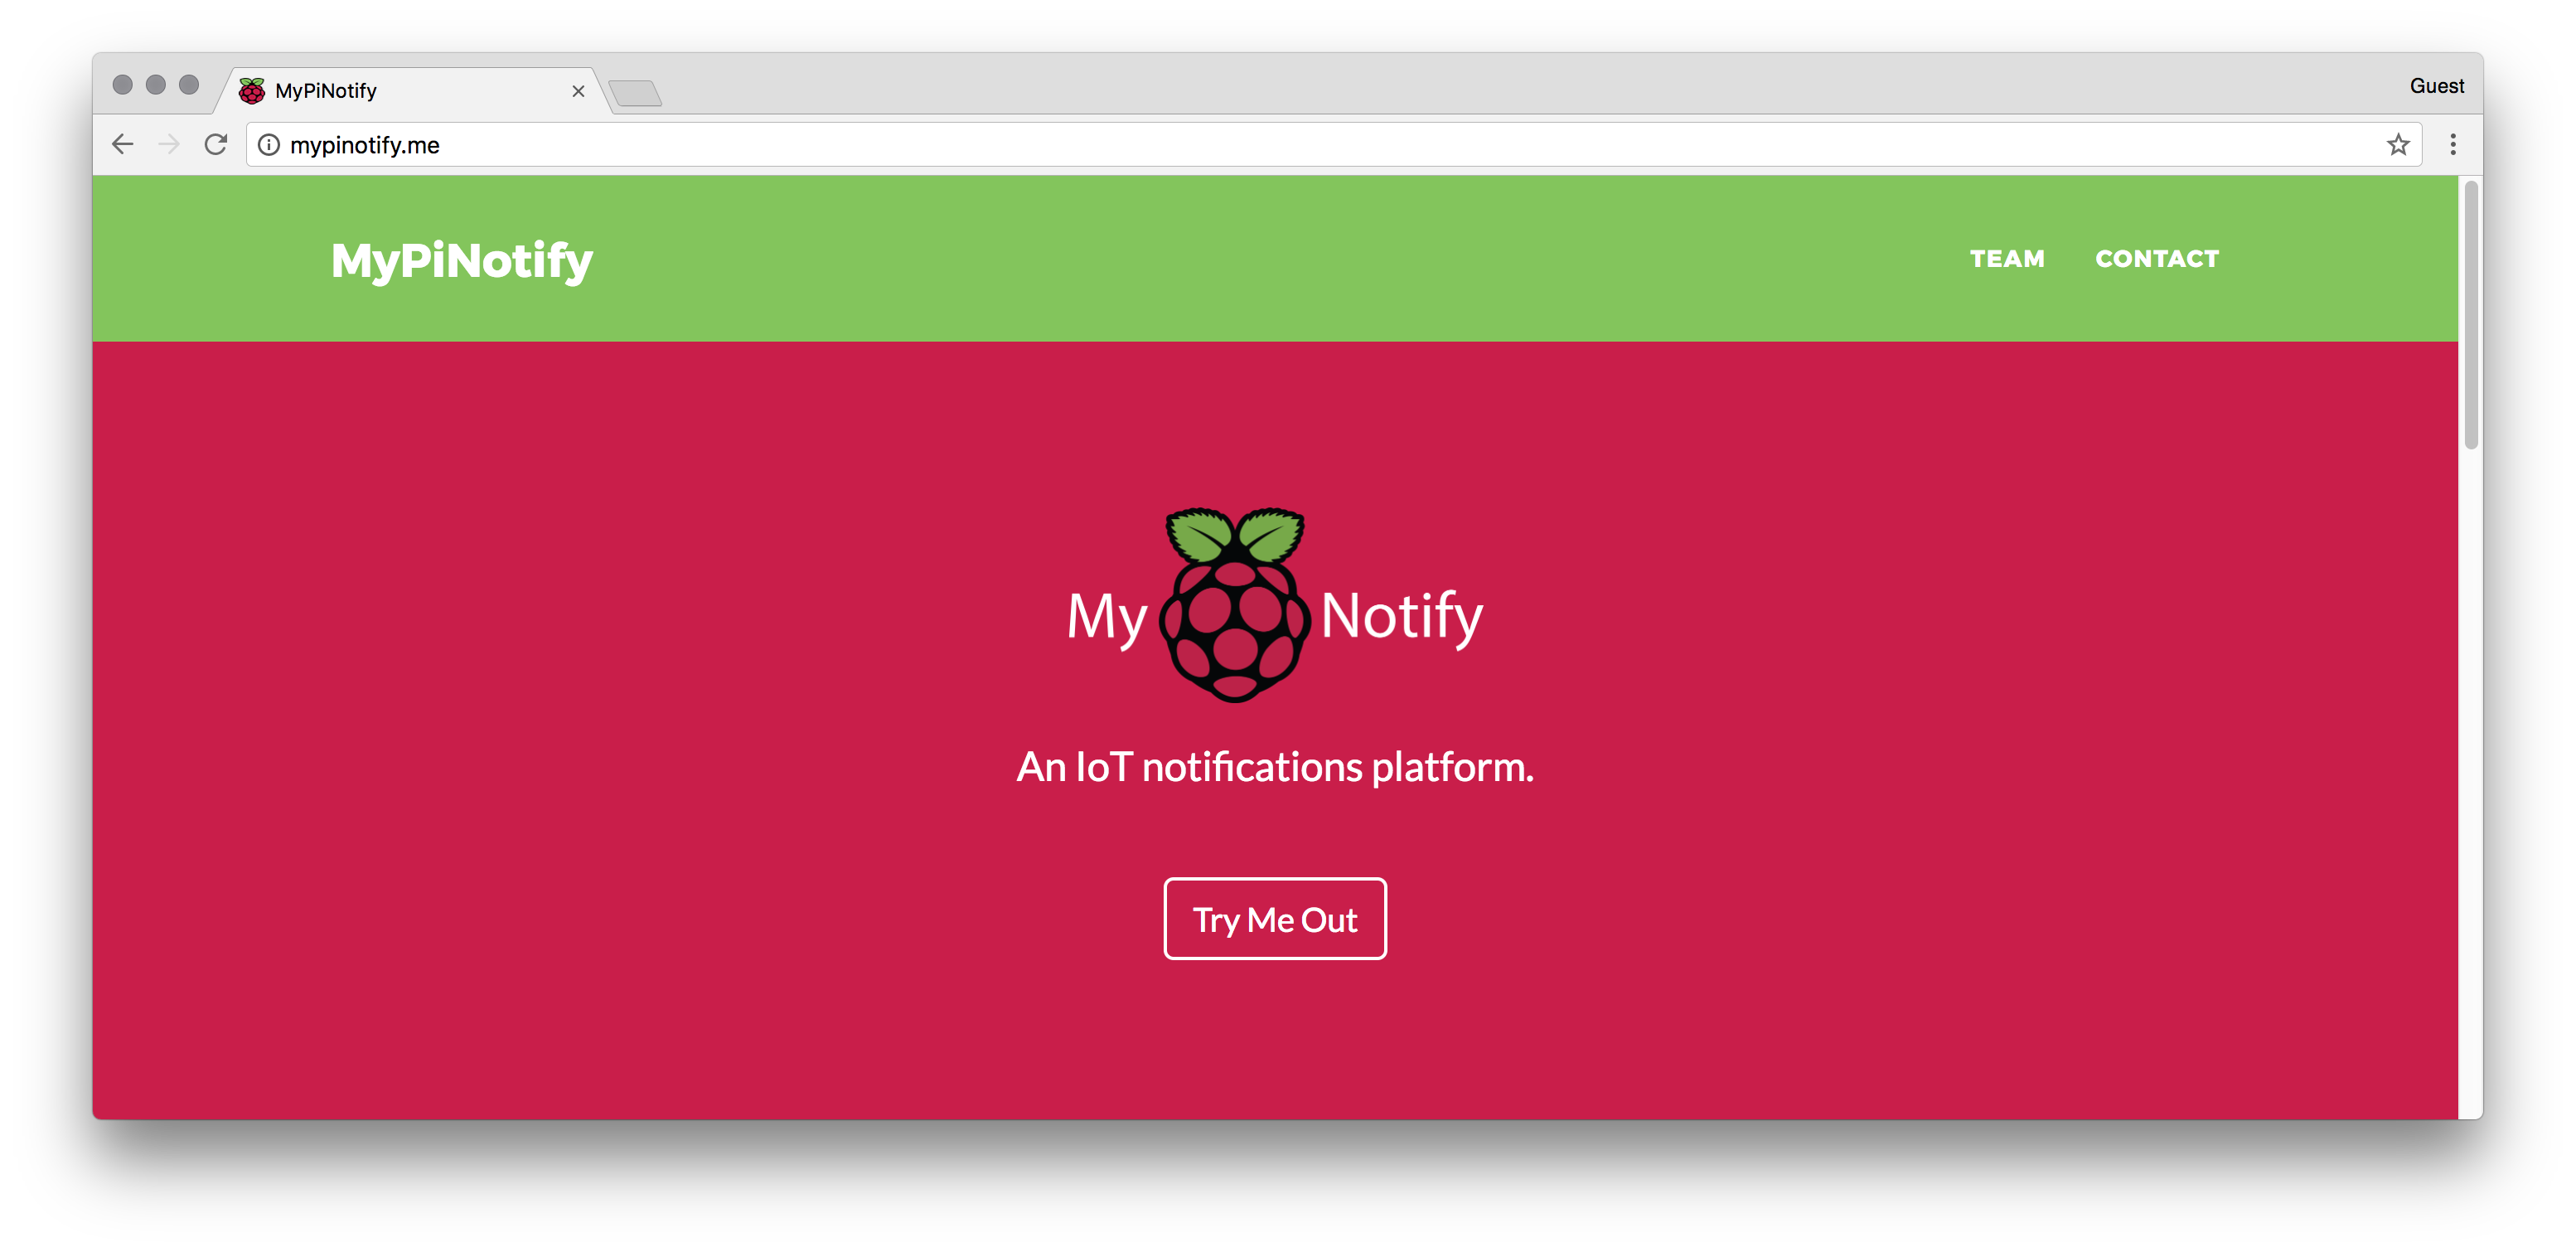 MyPiNotify
Guest
mypinotify.me
MyPiNotify
TEAM CONTACT
My Notify
An IoT notifications platform.
Try Me Out